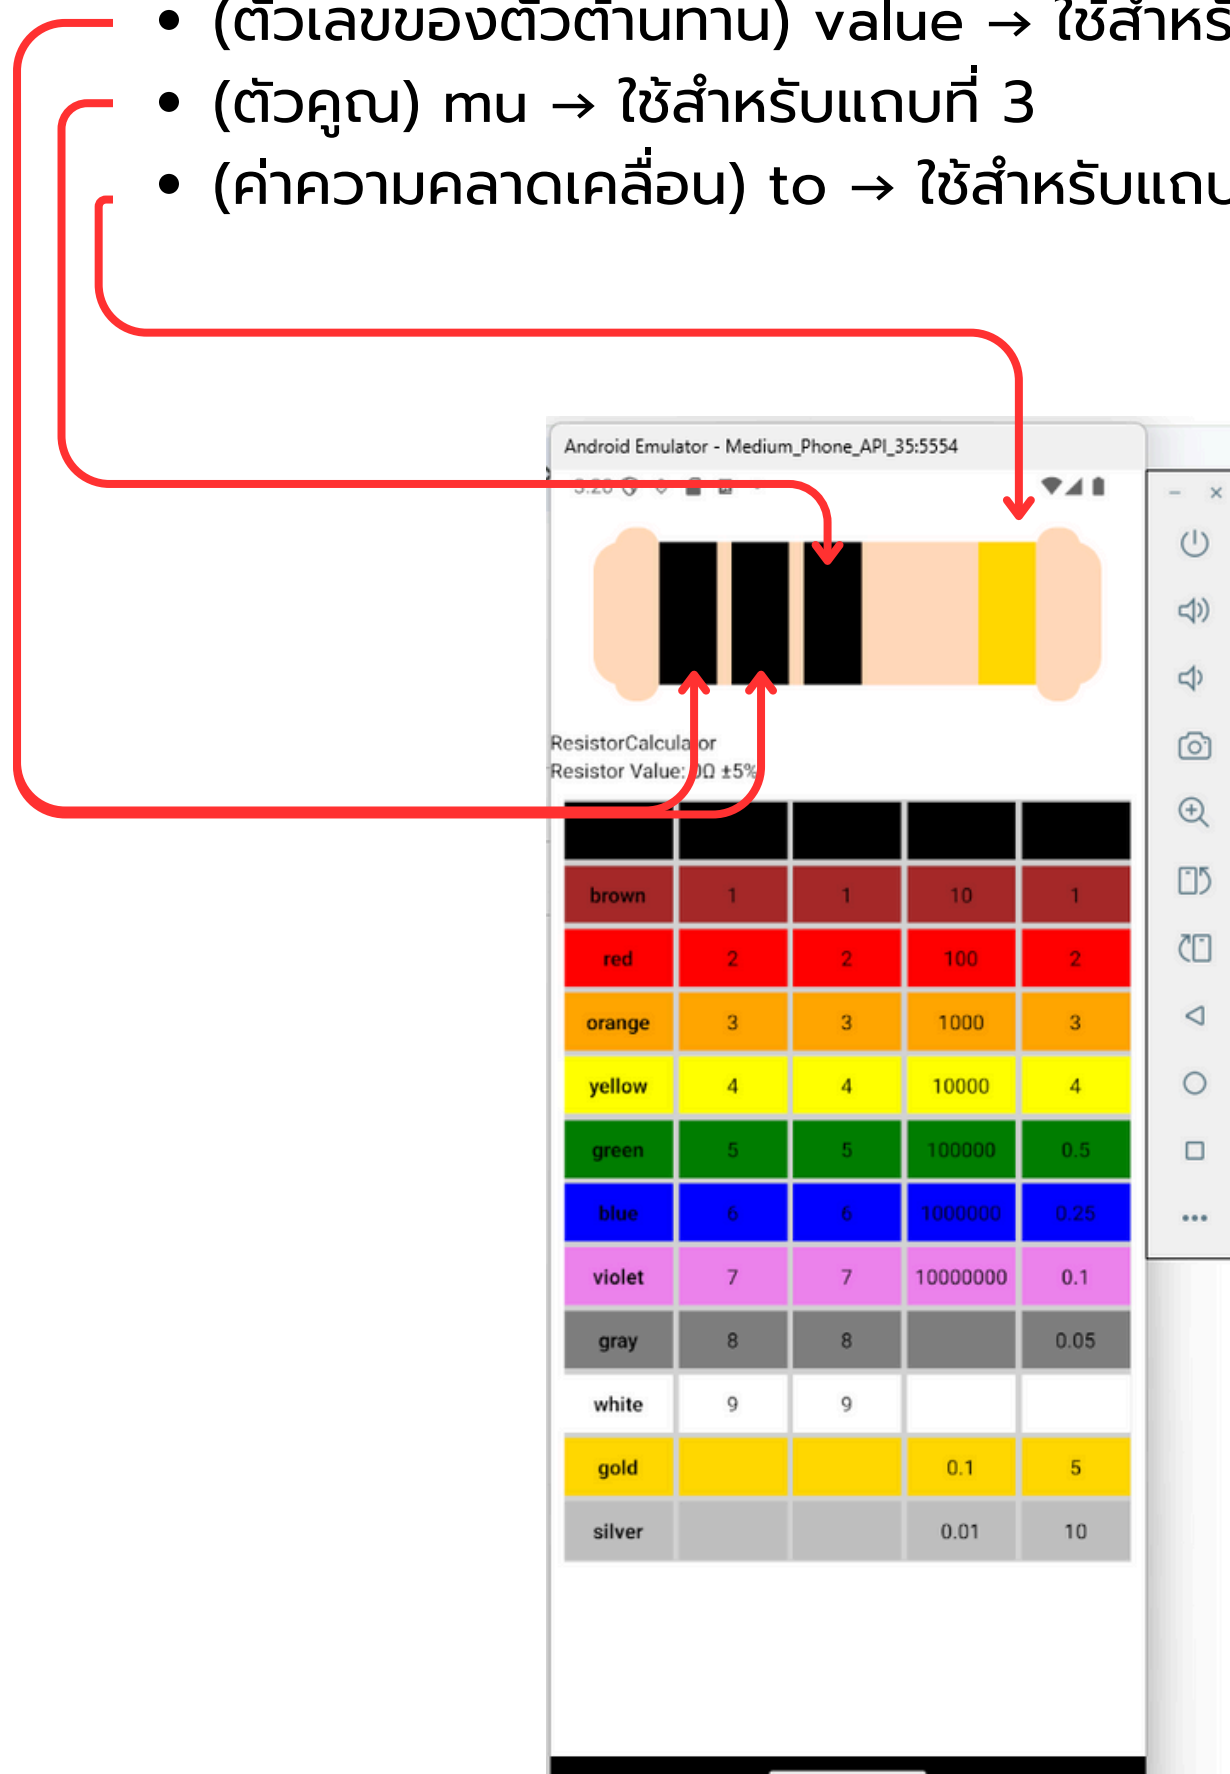 (ตัวเลขของตัวต้านทาน) value → ใช้สำหรั
(ตัวคูณ) mu → ใช้สำหรับแถบที่ 3
(ค่าความคลาดเคลื่อน) to → ใช้สำหรับแถบ
Android Emulator - Medium_Phone_API_35:5554
ResistorCalculator
Resistor Value: 0Ω ±5%
brown 1 1 10 1
red 2 2 100 2
orange 3 3 1000 3
yellow 4 4 10000 4
green 5 5 100000 0.5
blue 6 6 1000000 0.25
violet 7 7 10000000 0.1
gray 8 8 0.05
white 9 9
gold 0.1 5
silver 0.01 10